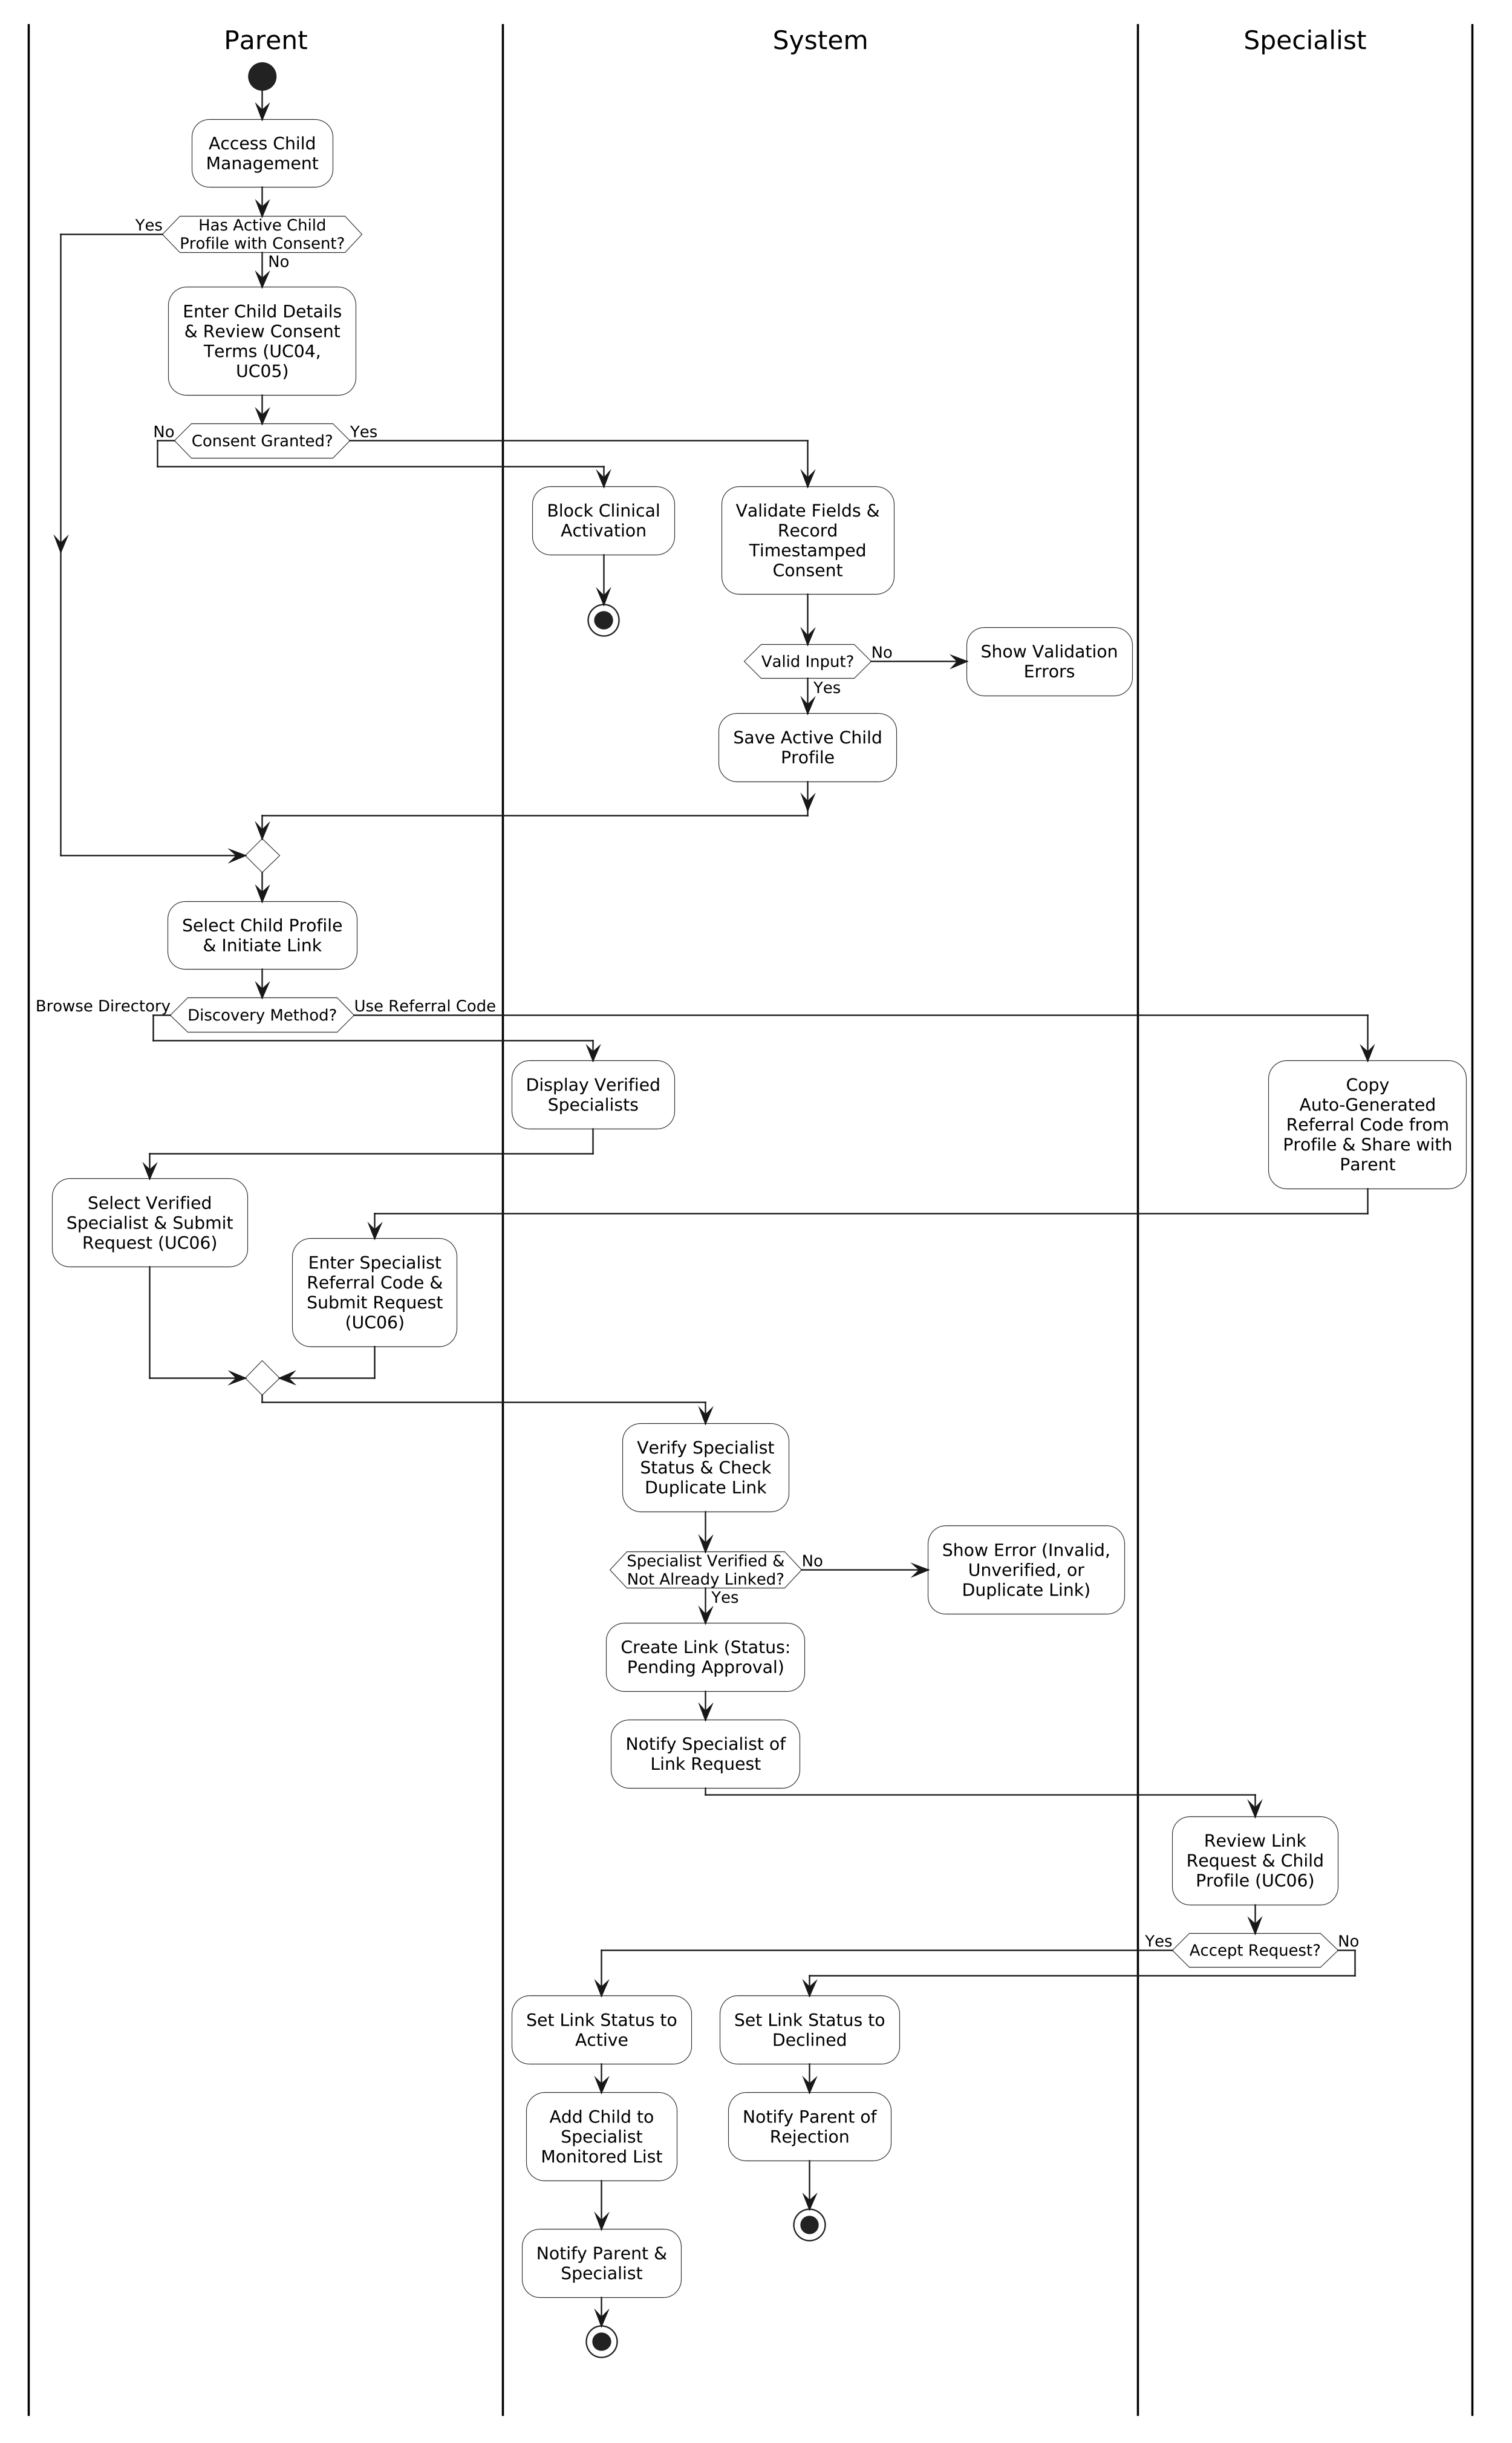 Parent
System
Specialist
Access Child
Management
Yes
Has Active Child
Profile with Consent?
No
Enter Child Details
& Review Consent
Terms (UC04,
UC05)
No
Consent Granted?
Yes
Block Clinical
Activation
Validate Fields &
Record
Timestamped
Consent
Valid Input?
No
Show Validation
Errors
Yes
Save Active Child
Profile
Select Child Profile
& Initiate Link
Browse Directory
Discovery Method?
Use Referral Code
Display Verified
Specialists
Copy
Auto-Generated
Referral Code from
Profile & Share with
Parent
Select Verified
Specialist & Submit
Request (UC06)
Enter Specialist
Referral Code &
Submit Request
(UC06)
Verify Specialist
Status & Check
Duplicate Link
Specialist Verified &
Not Already Linked?
No
Show Error (Invalid,
Unverified, or
Duplicate Link)
Yes
Create Link (Status:
Pending Approval)
Notify Specialist of
Link Request
Review Link
Request & Child
Profile (UC06)
Yes
Accept Request?
No
Set Link Status to
Active
Set Link Status to
Declined
Add Child to
Specialist
Monitored List
Notify Parent of
Rejection
Notify Parent &
Specialist